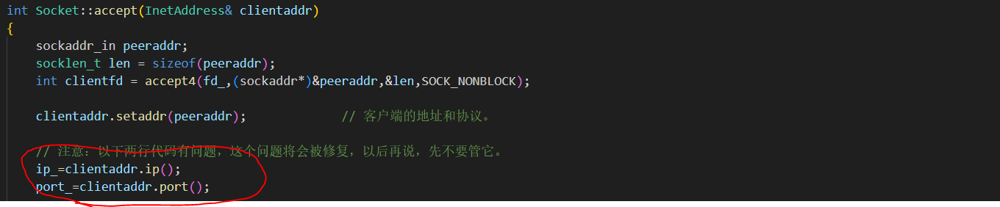 int Socket::accept(InetAddress& clientaddr)
{
    sockaddr_in peeraddr;
    socklen_t len = sizeof(peeraddr);
    int clientfd = accept4(fd_,(sockaddr*)&peeraddr,&len,SOCK_NONBLOCK);
    clientaddr.setaddr(peeraddr);             // 客户端的地址和协议。
    // 注意：以下两行代码有问题，这个问题将会被修复，以后再说，先不要管它。
    ip_=clientaddr.ip();
    port_=clientaddr.port();